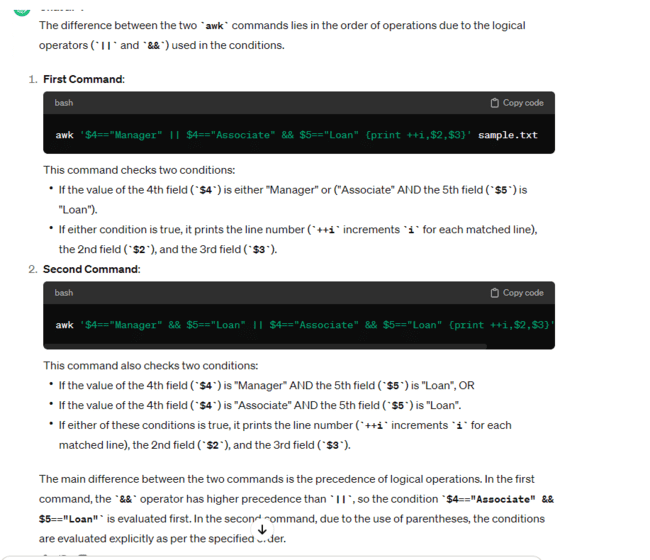 The difference between the two `awk` commands lies in the order of operations due to the logical
operators (`||` and `&&`) used in the conditions.
1. First Command:
bash
Copy code
awk '$4=="Manager" || $4=="Associate" && $5=="Loan" {print ++i,$2,$3}' sample.txt
This command checks two conditions:
• If the value of the 4th field (`$4`) is either "Manager" or ("Associate" AND the 5th field (`$5`) is
"Loan").
• If either condition is true, it prints the line number (`++i` increments `i` for each matched line),
the 2nd field (`$2`), and the 3rd field (`$3`).
2. Second Command:
bash
Copy code
awk '$4=="Manager" && $5=="Loan" || $4=="Associate" && $5=="Loan" {print ++i,$2,$3}'
This command also checks two conditions:
• If the value of the 4th field (`$4`) is "Manager" AND the 5th field (`$5`) is "Loan", OR
• If the value of the 4th field (`$4`) is "Associate" AND the 5th field (`$5`) is "Loan".
• If either of these conditions is true, it prints the line number (`++i` increments `i` for each
matched line), the 2nd field (`$2`), and the 3rd field (`$3`).
The main difference between the two commands is the precedence of logical operations. In the first
command, the `&&` operator has higher precedence than `||`, so the condition `$4=="Associate" &&
$5=="Loan"` is evaluated first. In the second command, due to the use of parentheses, the conditions
are evaluated explicitly as per the specified order.